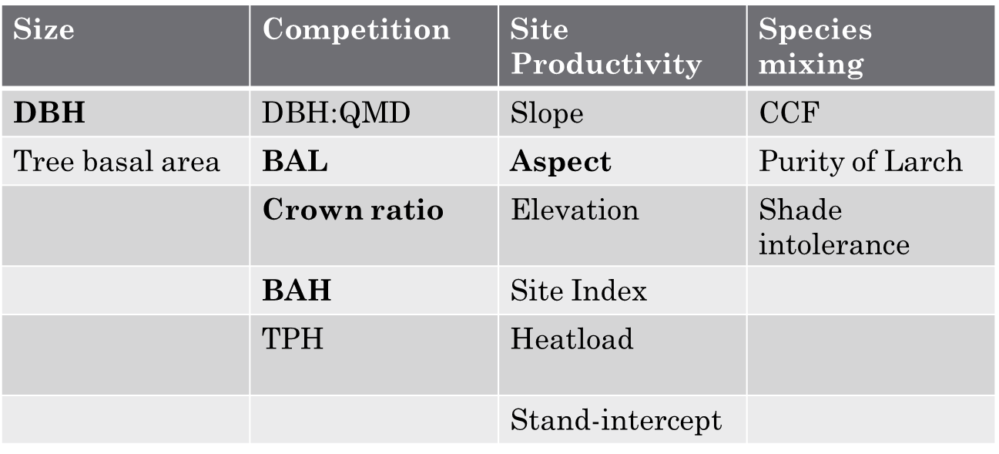 Size Competition Site Species
Productivity mixing
DBH DBH:QMD Slope CCF
Tree basal area BAL Aspect Purity of Larch
Crown ratio Elevation Shade
intolerance
BAH Site Index
TPH Heatload
Stand-intercept